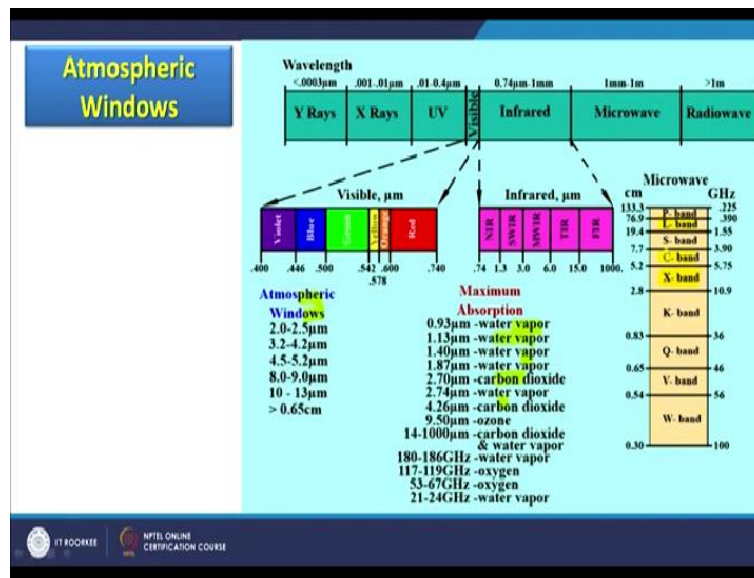 Atmospheric
Windows
Wavelength
<.0003µm .001-.01µm .01-0.4µm 0.74µm-1mm 1mm-1m >1m
Y Rays X Rays UV Visible Infrared Microwave Radiowave
Visible, µm
Violet Blue Green Yellow Orange Red
.400 .446 .500 .542 .578 .600 .740
Infrared, µm
NIR SWIR MWIR TIR FIR
.74 1.3 3.0 6.0 15.0 1000.
Microwave
cm GHz
133.3 .225
P- band
76.9 .390
L- band
19.4 1.55
S- band
7.7 3.90
C- band
5.2 5.75
X- band
2.8 10.9
K- band
0.83 36
Q- band
0.65 46
V- band
0.54 56
W- band
0.30 100
Atmospheric
Windows
2.0-2.5µm
3.2-4.2µm
4.5-5.2µm
8.0-9.0µm
10 - 13µm
> 0.65cm
Maximum
Absorption
0.93µm -water vapor
1.13µm -water vapor
1.40µm -water vapor
1.87µm -water vapor
2.70µm -carbon dioxide
2.74µm -water vapor
4.26µm -carbon dioxide
9.50µm -ozone
14-1000µm -carbon dioxide
& water vapor
180-186GHz -water vapor
117-119GHz -oxygen
53-67GHz -oxygen
21-24GHz -water vapor
IIT ROORKEE
NPTEL ONLINE
CERTIFICATION COURSE